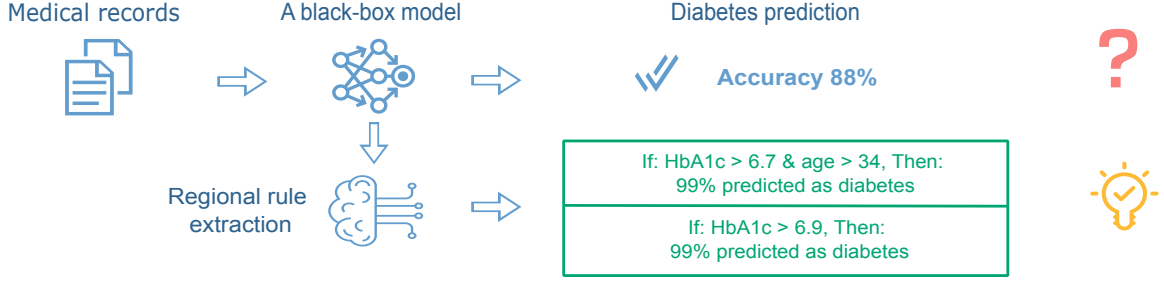 Medical records
A black-box model
Diabetes prediction
Accuracy 88%
?
Regional rule
extraction
If: HbA1c > 6.7 & age > 34, Then:
99% predicted as diabetes
If: HbA1c > 6.9, Then:
99% predicted as diabetes